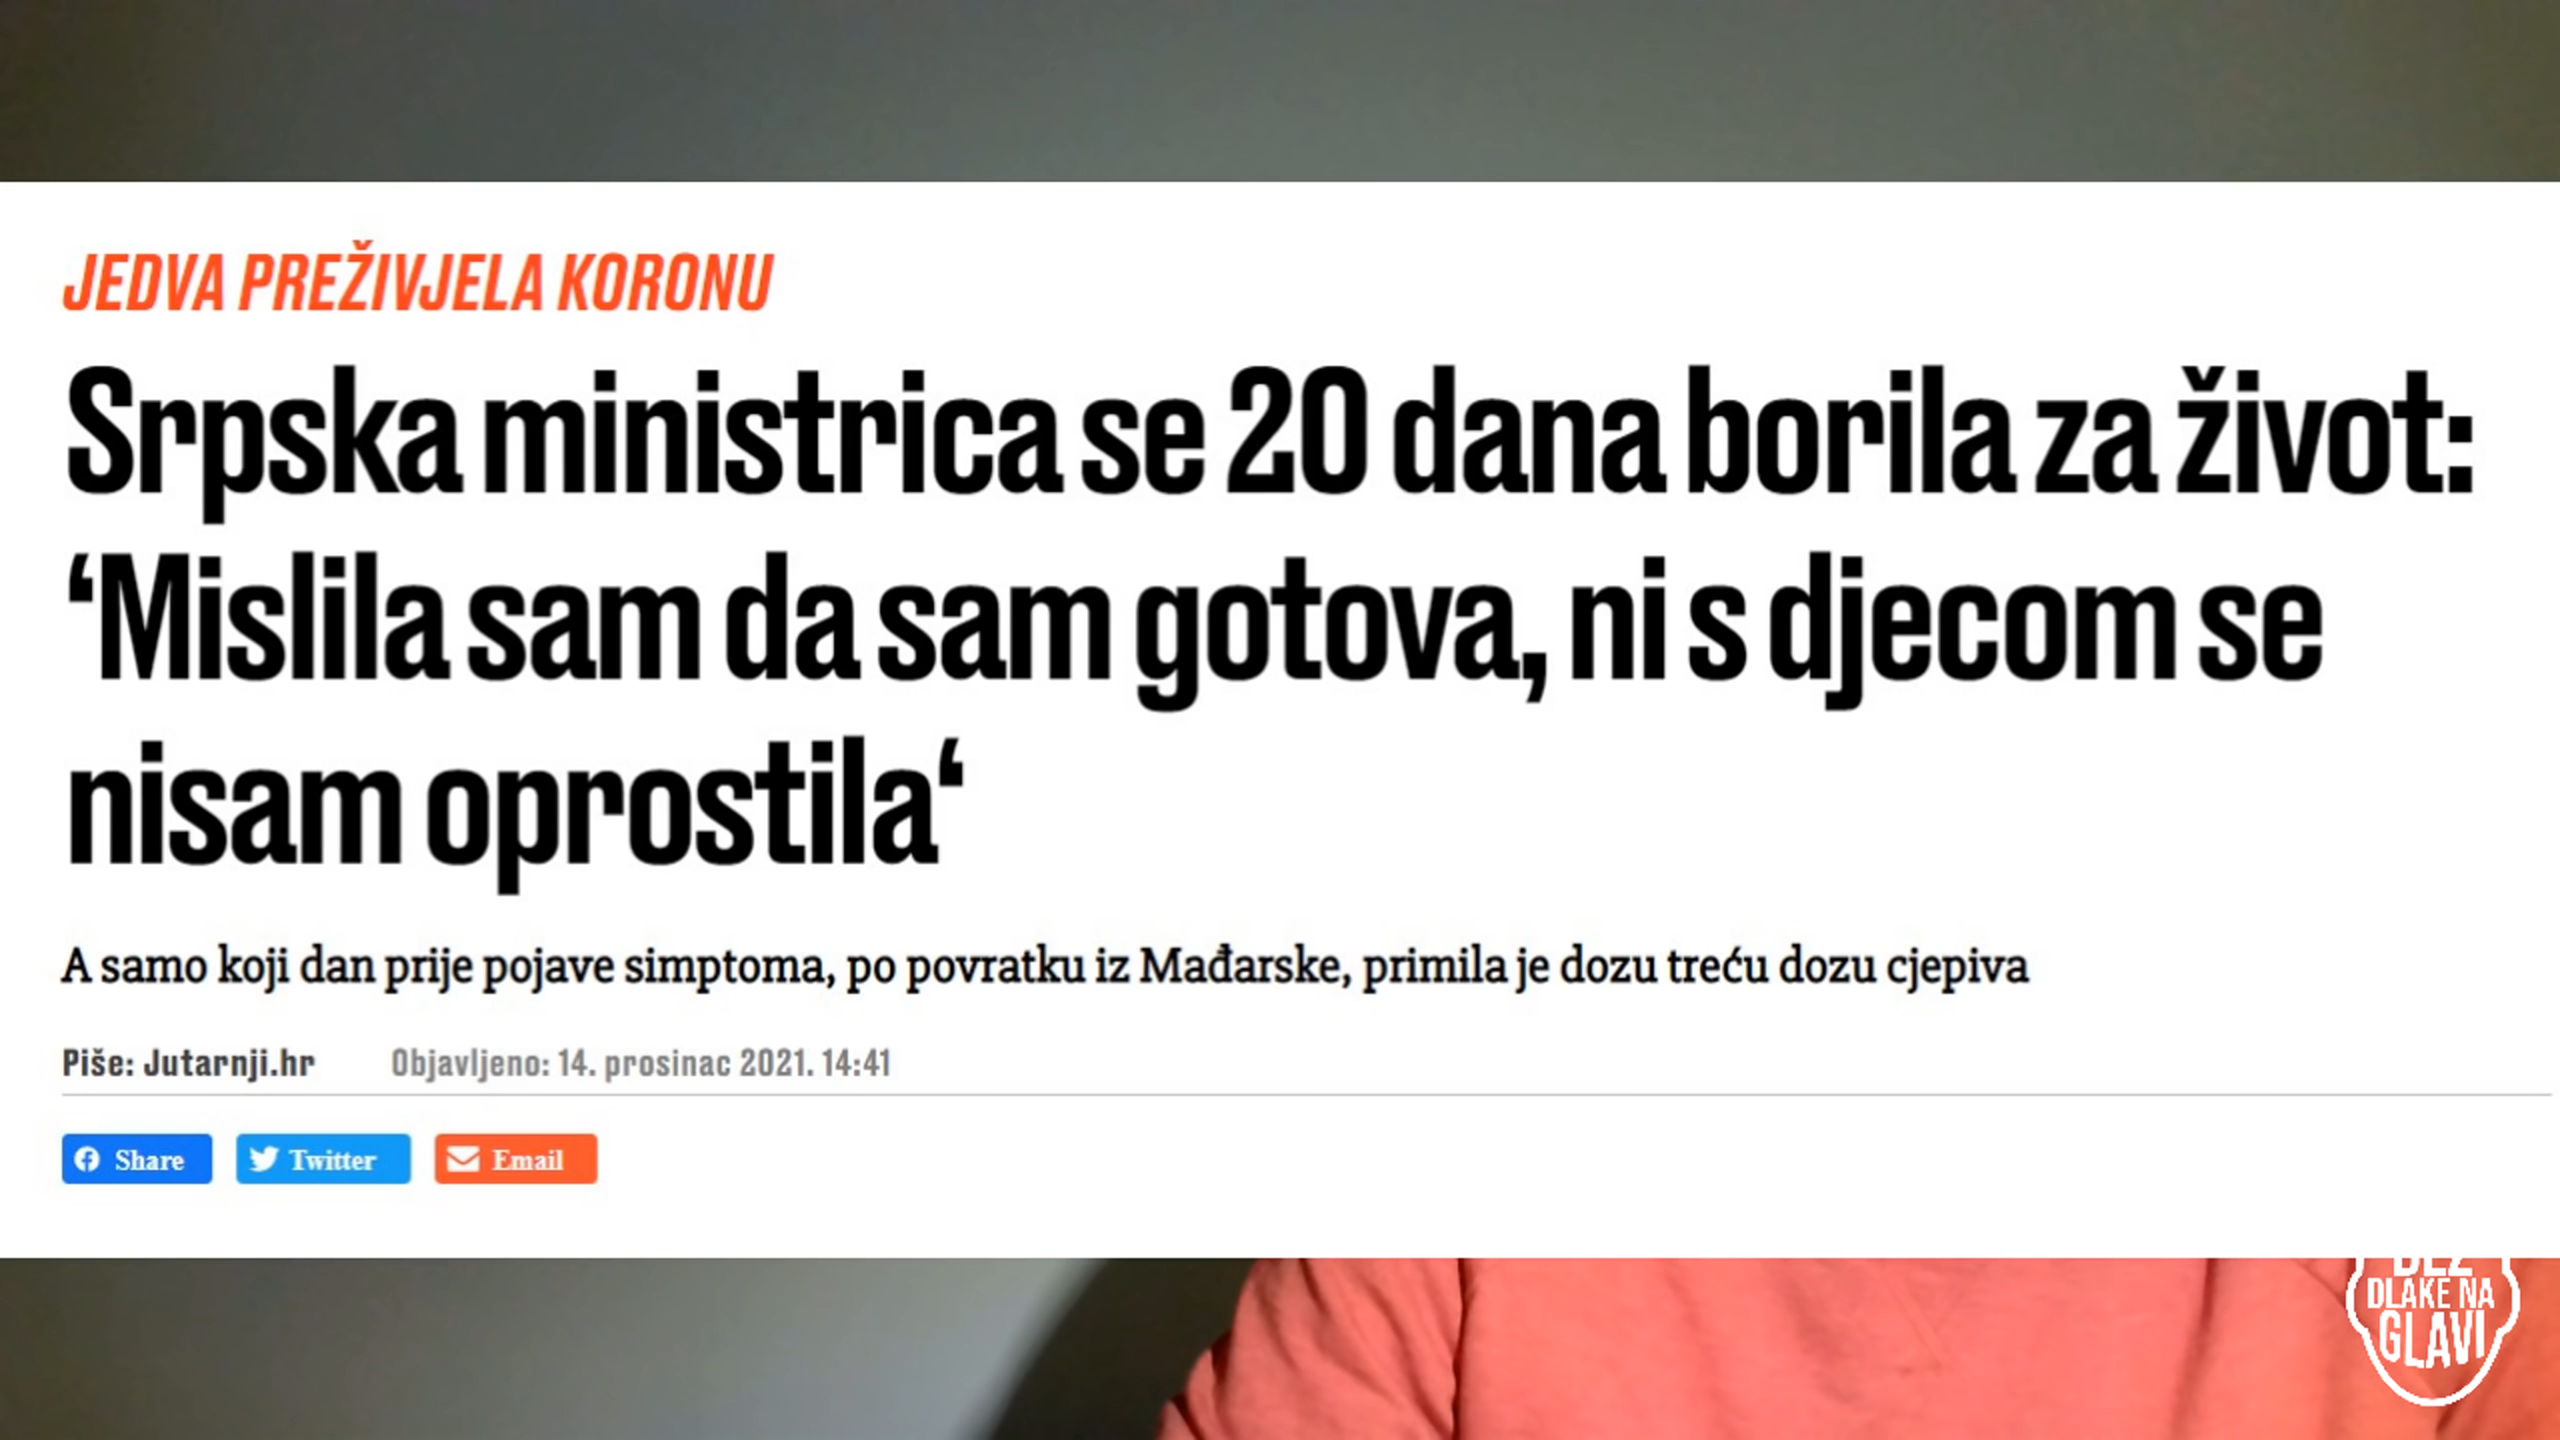 JEDVA PREŽIVJELA KORONU
Srpska ministrica se 20 dana borila za život:
‘Mislila sam da sam gotova, ni s djecom se
nisam oprostila‘
A samo koji dan prije pojave simptoma, po povratku iz Mađarske, primila je dozu treću dozu cjepiva
Piše: Jutarnji.hr Objavljeno: 14. prosinac 2021. 14:41
Share Twitter Email
BEZ
DLAKE NA
GLAVI